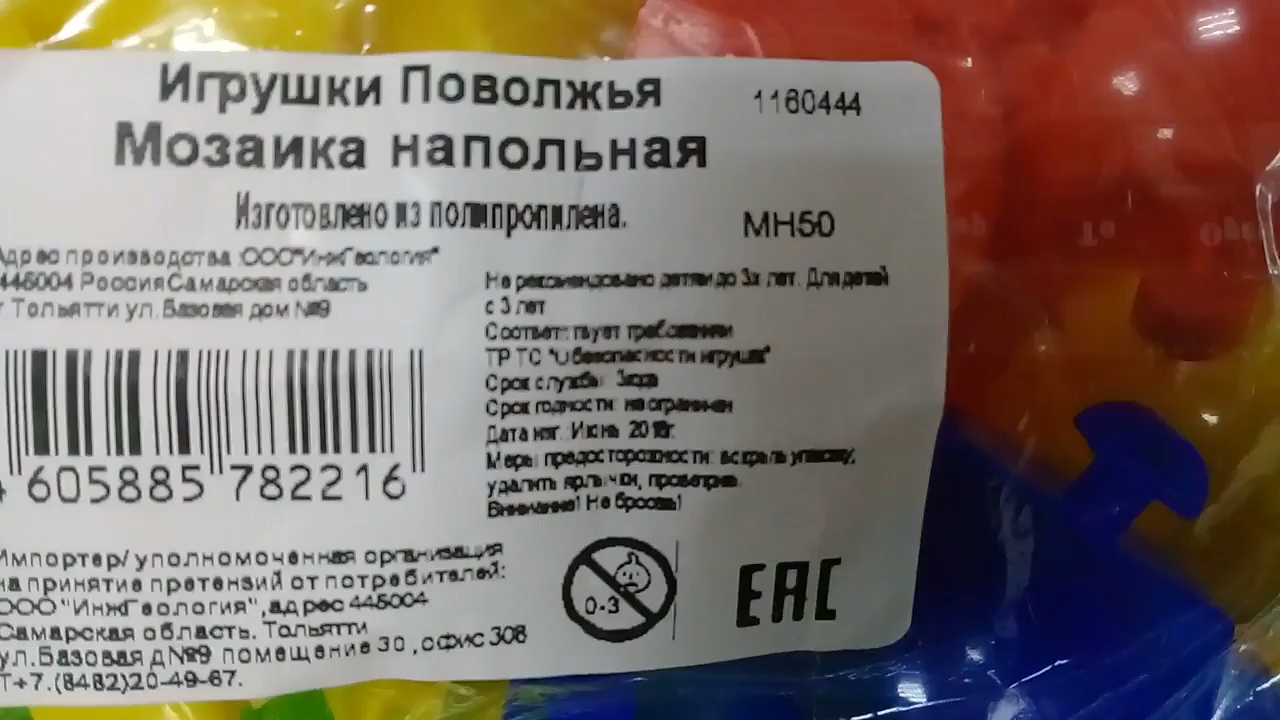 Игрушки Поволжья
1160444
Мозаика напольная
Изготовлено из полипропилена.
МН50
Адрес производства :ООО"ИнжГеология"
445004 Россия Самарская область
г.Тольятти ул. Базовая дом №9
Не рекомендовано детям до 3х лет. Для детей
с 3 лет
Соответствует требованиям
ТР ТС "О безопасности игрушек"
Срок службы: 3года
Срок годности: не ограничен
Дата изг.: Июнь
Меры предосторожности: вскрыть упаковку,
удалить ярлычки, проветрив.
Внимание! Не бросать!
4 605885 782216
Импортер/ уполномоченная организация
на принятие претензий от потребителей:
ООО "ИнжГеология",адрес 445004
Самарская область. Тольятти
ул.Базовая д№9 помещение 30 ,офис 308
Т+7.(8482)20-49-67.
0-3
EAC